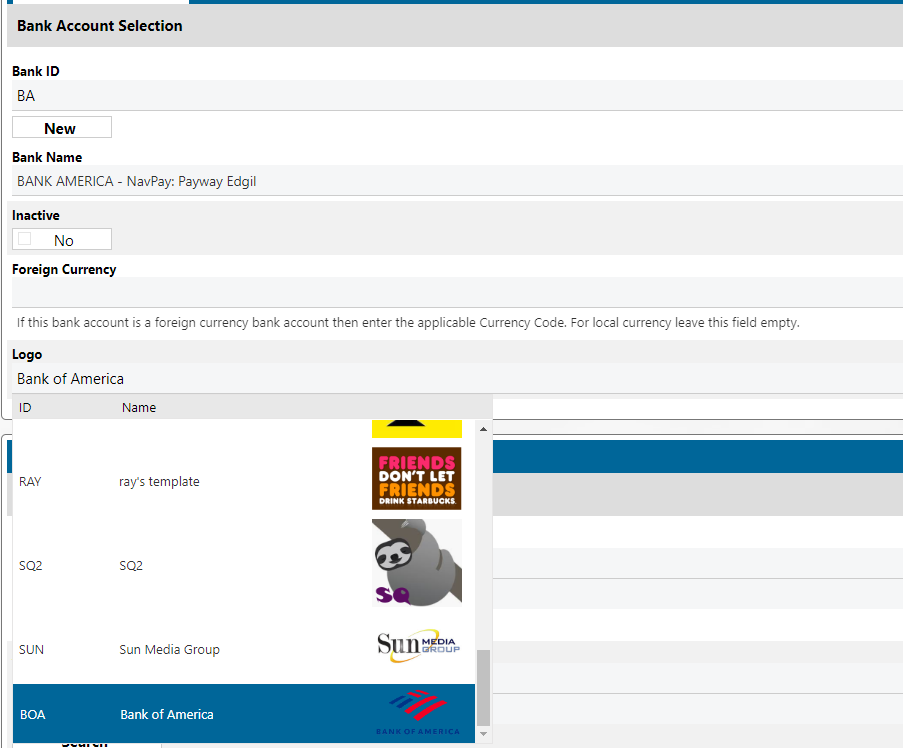 Bank Account Selection
Bank ID
BA
New
Bank Name
BANK AMERICA - NavPay: Payway Edgil
Inactive
No
Foreign Currency
If this bank account is a foreign currency bank account then enter the applicable Currency Code. For local currency leave this field empty.
Logo
Bank of America
ID Name
RAY ray's template
FRIENDS
DON'T LET
FRIENDS
DRINK STARBUCKS.
SQ2 SQ2
SQ
SUN Sun Media Group
Sun MEDIA
GROUP
BOA Bank of America
BANK OF AMERICA
Search